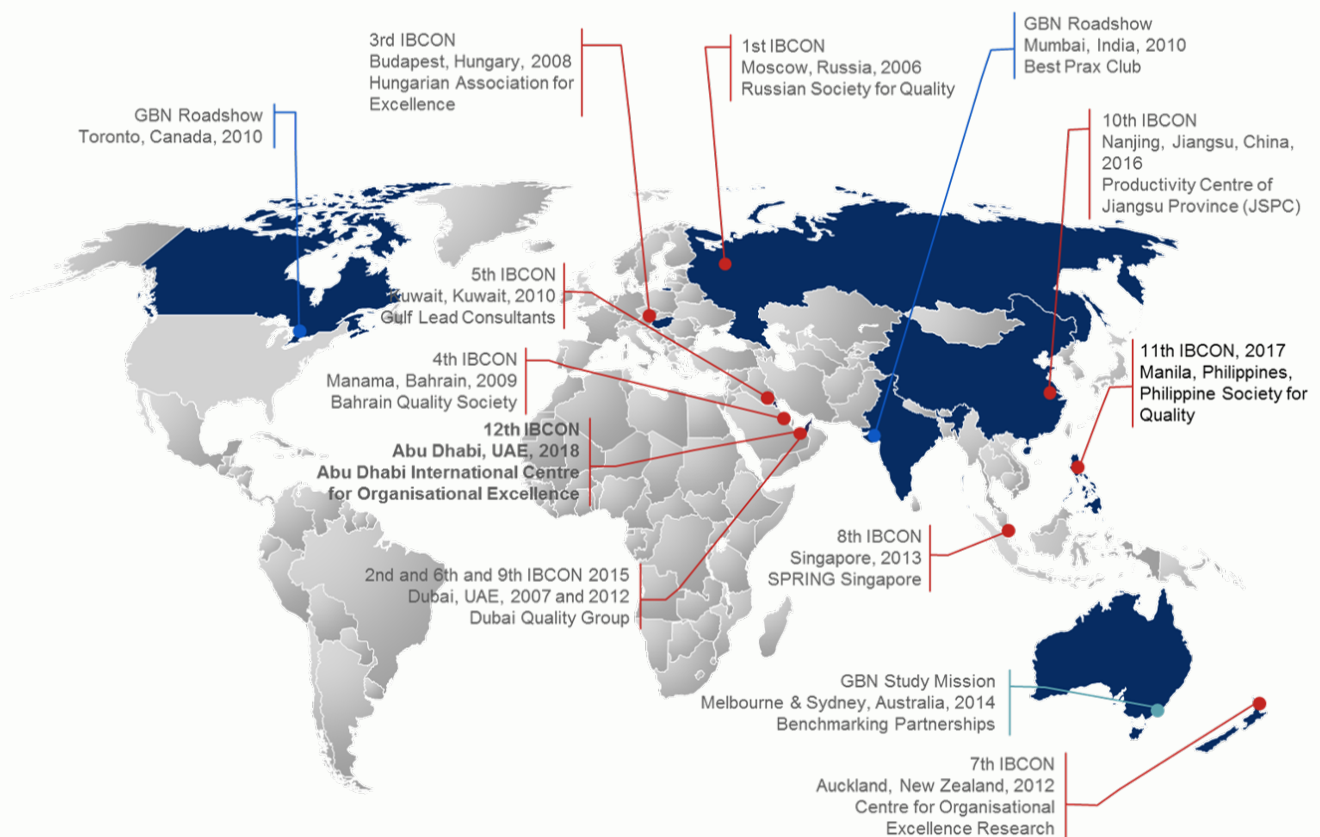 GBN Roadshow
Toronto, Canada, 2010
3rd IBCON
Budapest, Hungary, 2008
Hungarian Association for
Excellence
1st IBCON
Moscow, Russia, 2006
Russian Society for Quality
GBN Roadshow
Mumbai, India, 2010
Best Prax Club
10th IBCON
Nanjing, Jiangsu, China,
2016
Productivity Centre of
Jiangsu Province (JSPC)
5th IBCON
Kuwait, Kuwait, 2010
Gulf Lead Consultants
4th IBCON
Manama, Bahrain, 2009
Bahrain Quality Society
12th IBCON
Abu Dhabi, UAE, 2018
Abu Dhabi International Centre
for Organisational Excellence
11th IBCON, 2017
Manila, Philippines,
Philippine Society for
Quality
2nd and 6th and 9th IBCON 2015
Dubai, UAE, 2007 and 2012
Dubai Quality Group
8th IBCON
Singapore, 2013
SPRING Singapore
GBN Study Mission
Melbourne & Sydney, Australia, 2014
Benchmarking Partnerships
7th IBCON
Auckland, New Zealand, 2012
Centre for Organisational
Excellence Research